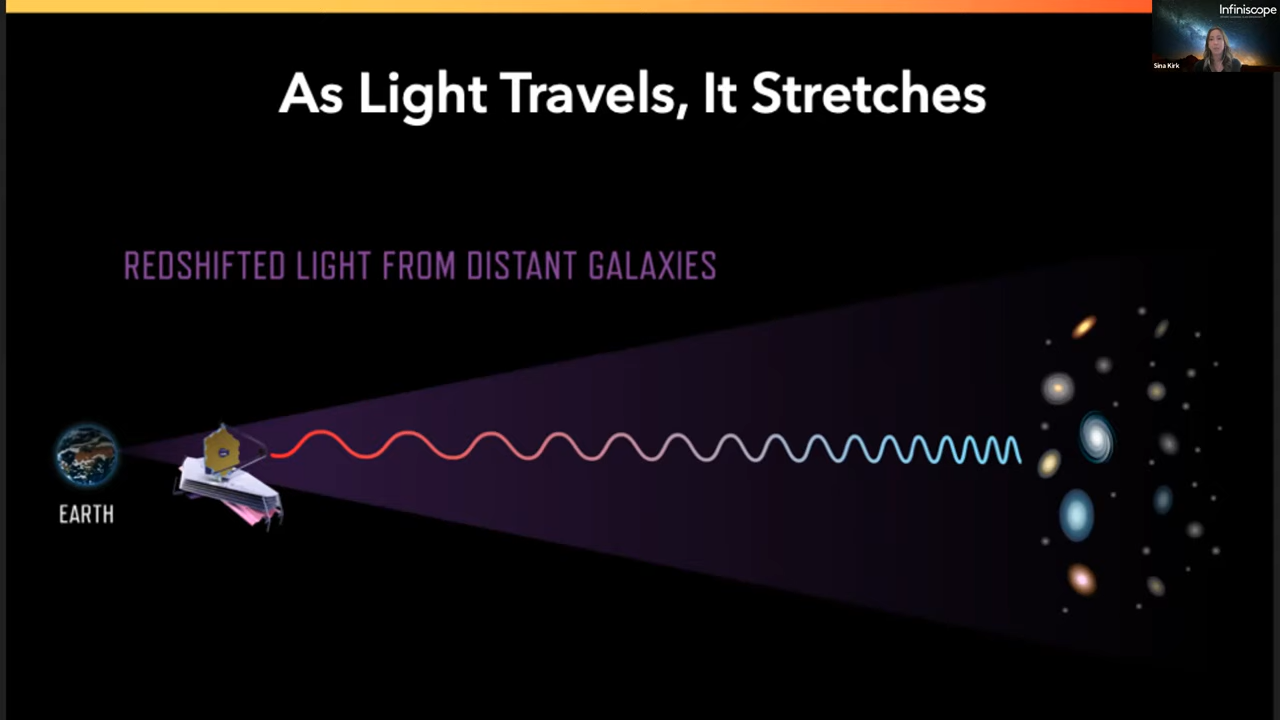 Infiniscope
Sina Kirk
As Light Travels, It Stretches
REDSHIFTED LIGHT FROM DISTANT GALAXIES
EARTH